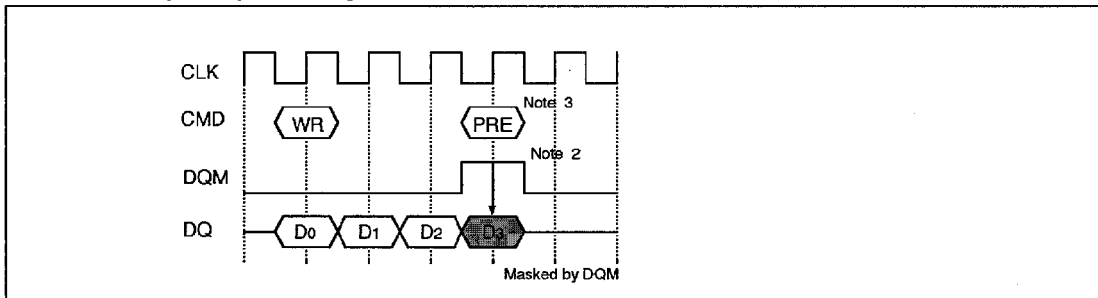 CLK
CMD WR PRE Note 3
DQM Note 2
DQ D0 D1 D2 D3
Masked by DQM